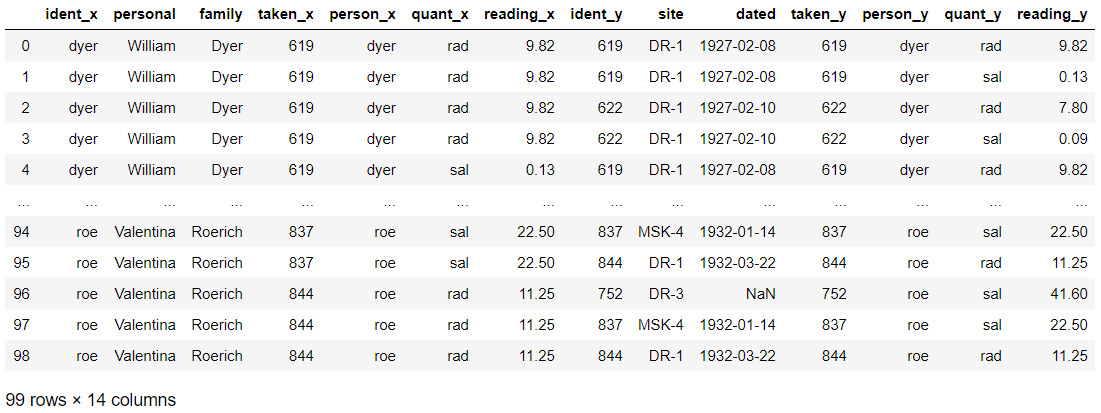 ident_x personal family taken_x person_x quant_x reading_x ident_y site dated taken_y person_y quant_y reading_y
0 dyer William Dyer 619 dyer rad 9.82 619 DR-1 1927-02-08 619 dyer rad 9.82
1 dyer William Dyer 619 dyer rad 9.82 619 DR-1 1927-02-08 619 dyer sal 0.13
2 dyer William Dyer 619 dyer rad 9.82 622 DR-1 1927-02-10 622 dyer rad 7.80
3 dyer William Dyer 619 dyer rad 9.82 622 DR-1 1927-02-10 622 dyer sal 0.09
4 dyer William Dyer 619 dyer sal 0.13 619 DR-1 1927-02-08 619 dyer rad 9.82
... ... ... ... ... ... ... ... ... ... ... ... ... ... ...
94 roe Valentina Roerich 837 roe sal 22.50 837 MSK-4 1932-01-14 837 roe sal 22.50
95 roe Valentina Roerich 837 roe sal 22.50 844 DR-1 1932-03-22 844 roe rad 11.25
96 roe Valentina Roerich 844 roe rad 11.25 752 DR-3 NaN 752 roe sal 41.60
97 roe Valentina Roerich 844 roe rad 11.25 837 MSK-4 1932-01-14 837 roe sal 22.50
98 roe Valentina Roerich 844 roe rad 11.25 844 DR-1 1932-03-22 844 roe rad 11.25
99 rows × 14 columns